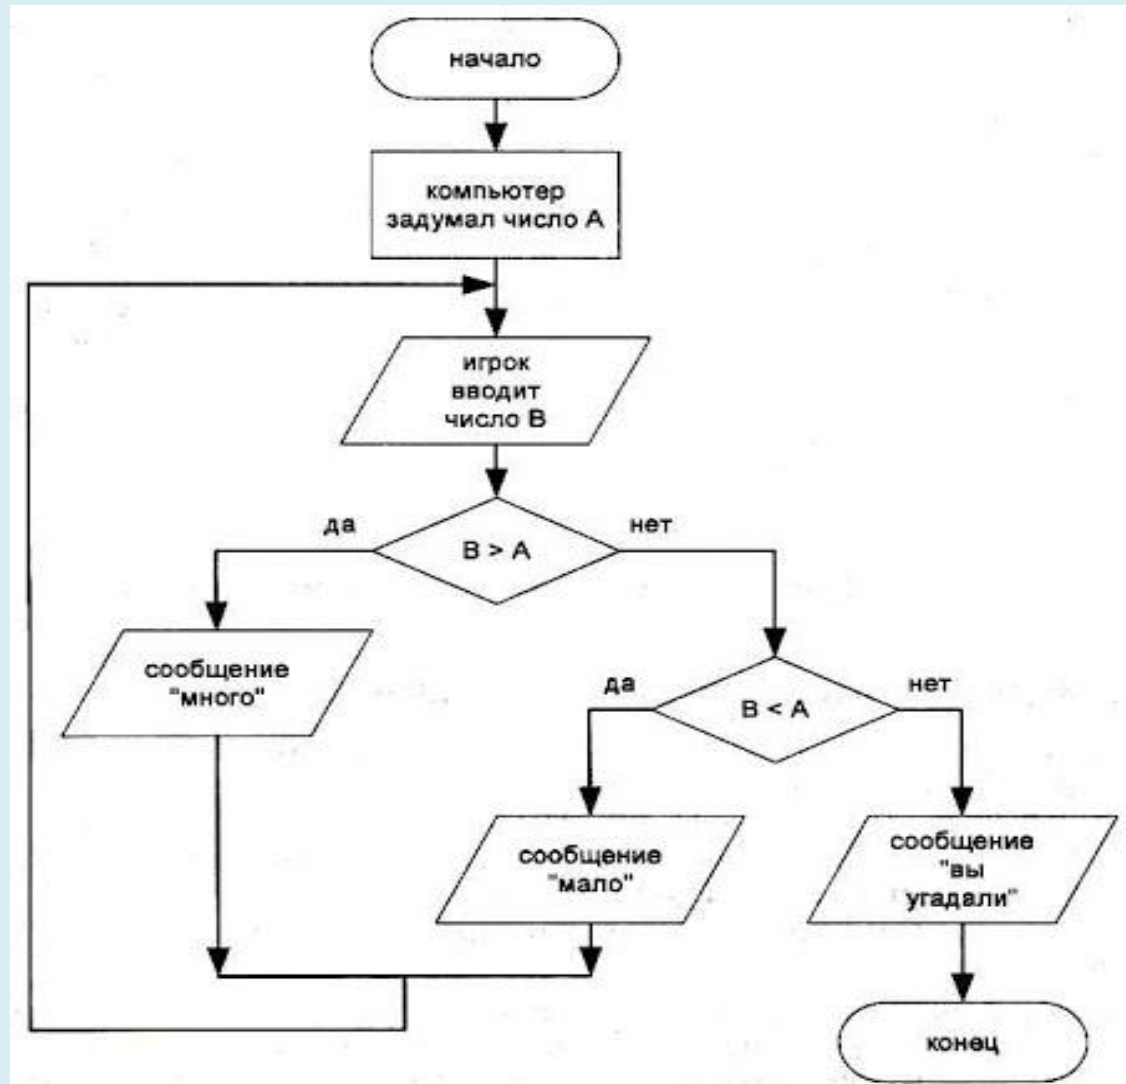 начало
компьютер
задумал число А
игрок
вводит
число В
да
нет
В > А
сообщение
"много"
да
нет
В < А
сообщение
"мало"
сообщение
"вы
угадали"
конец